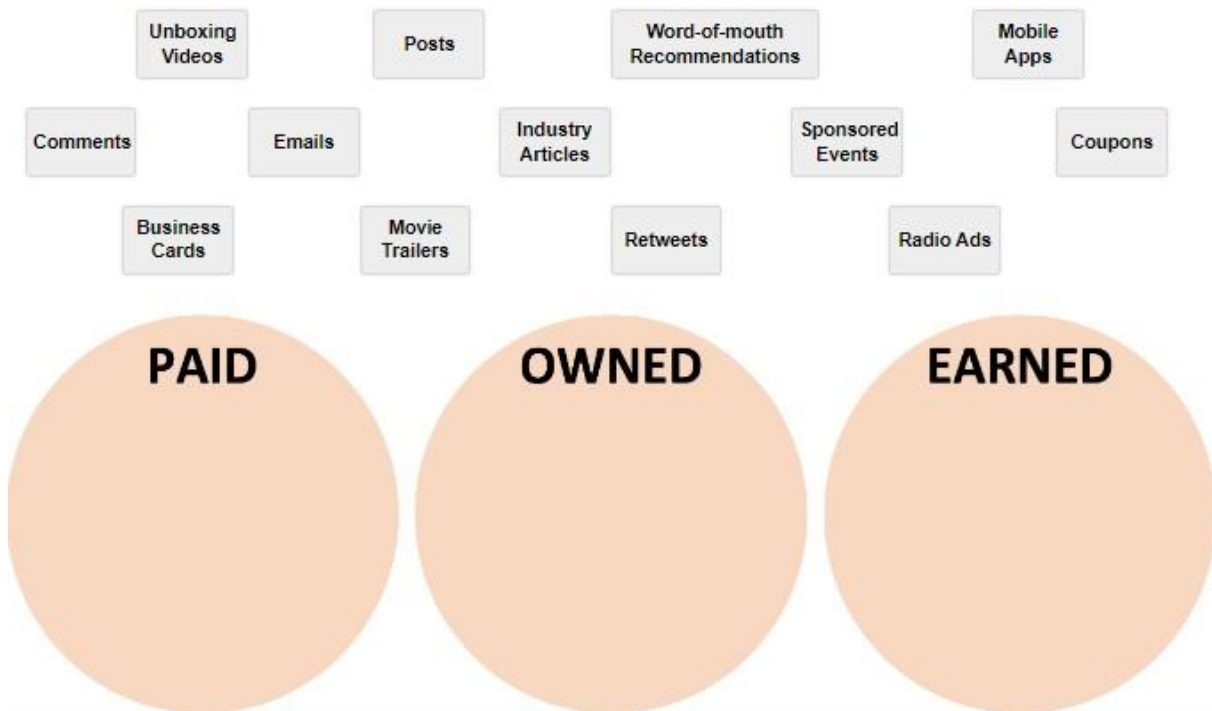 Unboxing
Videos
Posts
Word-of-mouth
Recommendations
Mobile
Apps
Comments
Emails
Industry
Articles
Sponsored
Events
Coupons
Business
Cards
Movie
Trailers
Retweets
Radio Ads
PAID
OWNED
EARNED